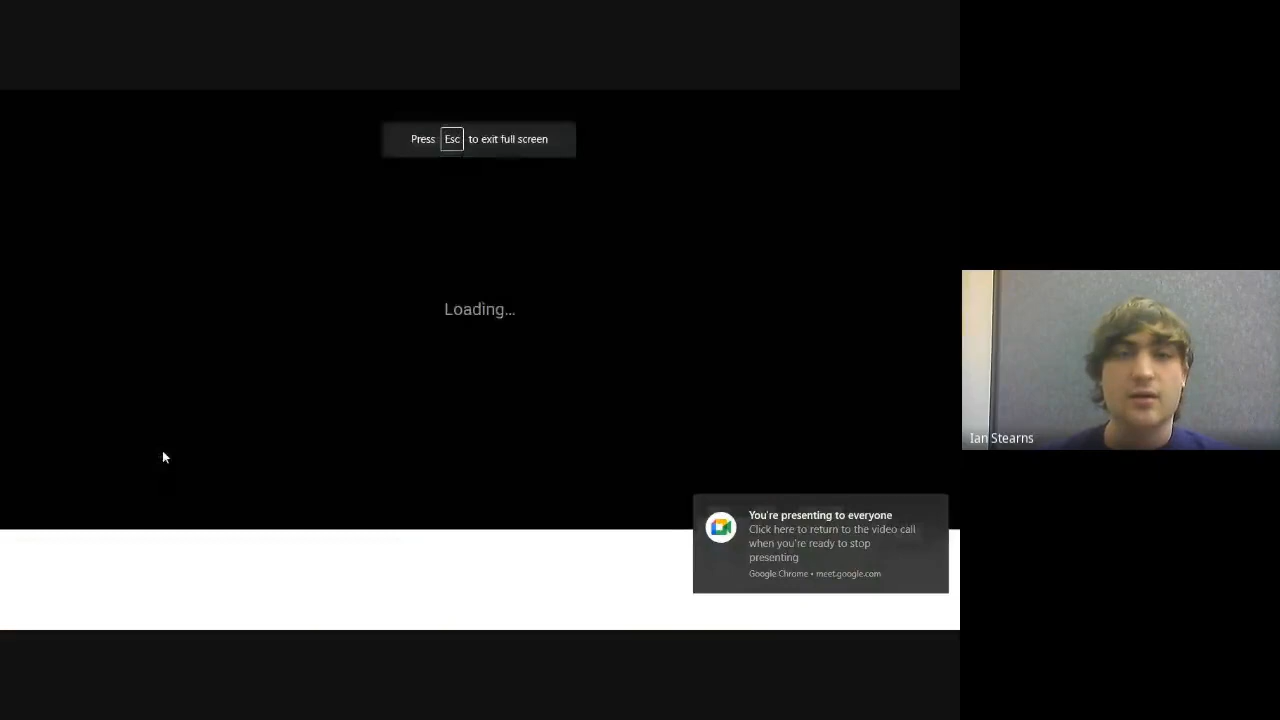 Press Esc to exit full screen
Loading...
Ian Stearns
You're presenting to everyone
Click here to return to the video call
when you're ready to stop
presenting
Google Chrome • meet.google.com